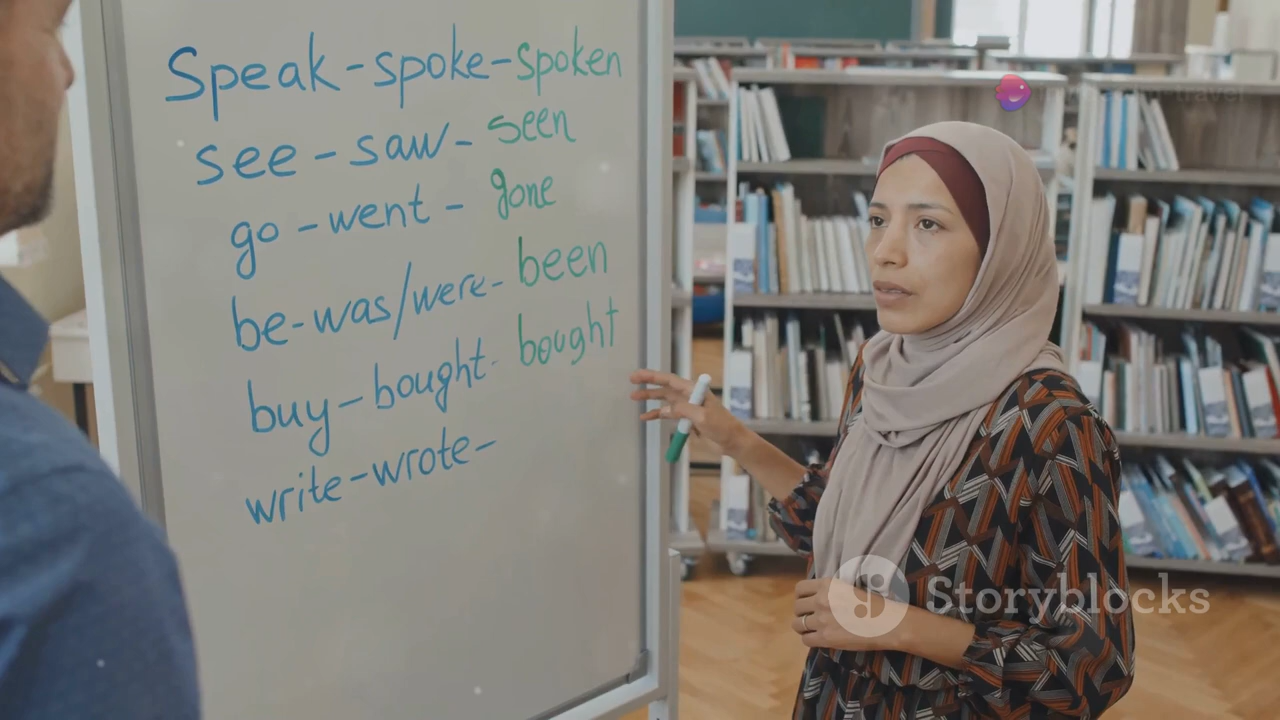 Speak-spoke-spoken
see-saw-seen
go-went-gone
be-was/were-been
buy-bought-bought
write-wrote-
Storyblocks